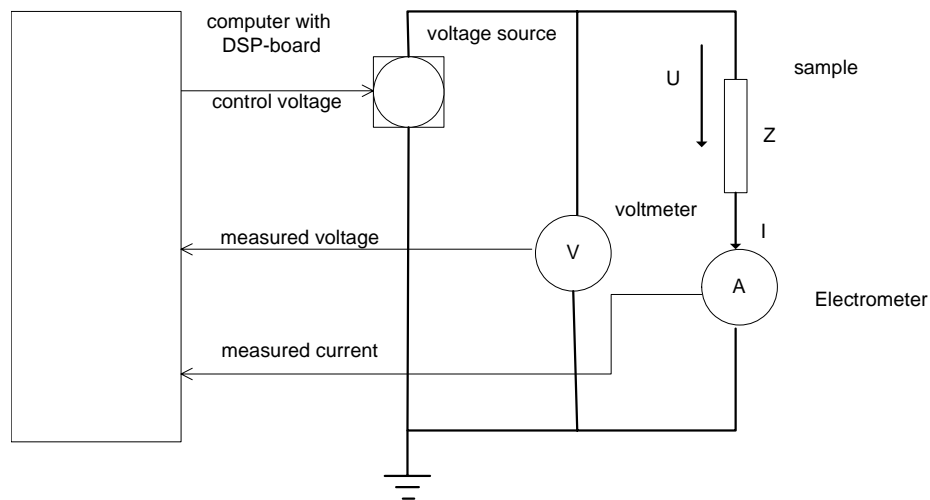 computer with
DSP-board
voltage source
control voltage
U
sample
Z
voltmeter
measured voltage
V
I
A
Electrometer
measured current